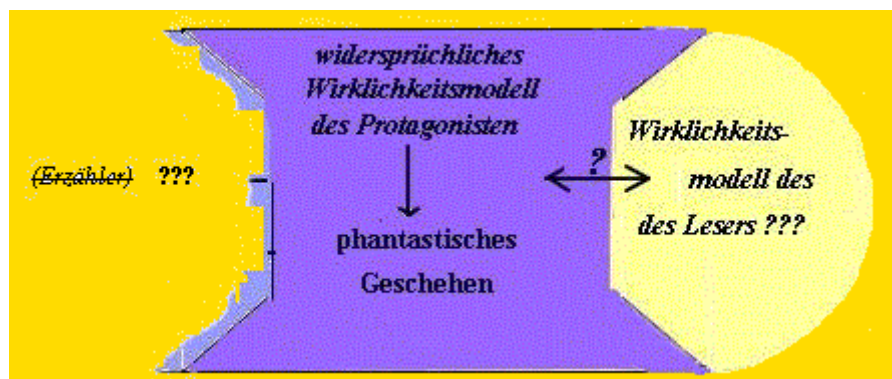 widersprüchliches
Wirklichkeitsmodell
des Protagonisten
(Erzähler) ???
?
Wirklichkeits-
modell des
des Lesers ???
phantastisches
Geschehen